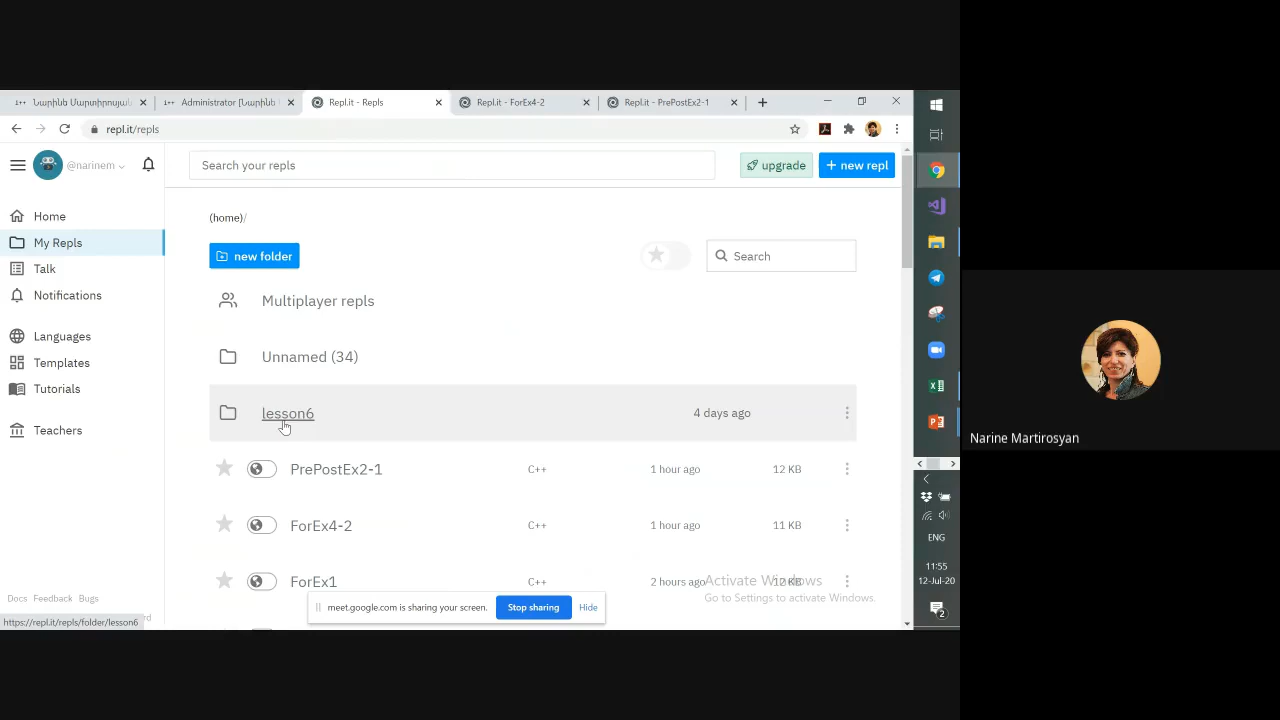 Նարինե Մարտիրոսյան
Administrator [Նարինե
Repl.it - Repls
Repl.it - ForEx4-2
Repl.it - PrePostEx2-1
repl.it/repls
@narinem
Search your repls
upgrade
+ new repl
Home
My Repls
Talk
Notifications
Languages
Templates
Tutorials
Teachers
(home)/
new folder
Search
Multiplayer repls
Unnamed (34)
lesson6 4 days ago
PrePostEx2-1 C++ 1 hour ago 12 KB
ForEx4-2 C++ 1 hour ago 11 KB
ForEx1 C++ 2 hours ago 12 KB
Activate Windows
Go to Settings to activate Windows.
Docs Feedback Bugs
meet.google.com is sharing your screen. Stop sharing Hide
https://repl.it/repls/folder/lesson6
ENG
11:55
12-Jul-20
2
Narine Martirosyan